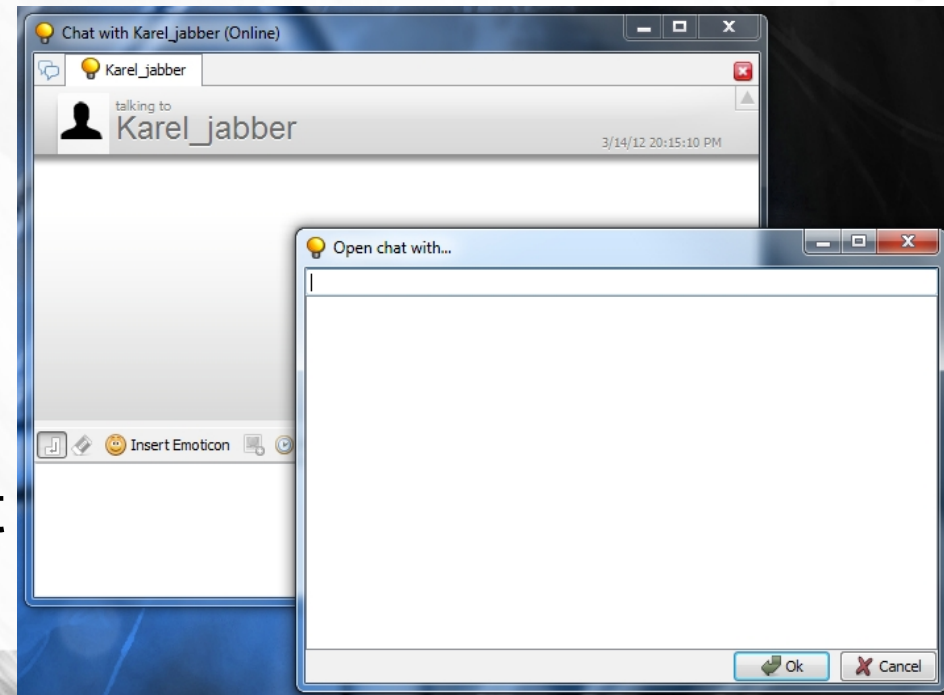 Chat with Karel_jabber (Online)
Karel_jabber
talking to
Karel_jabber
3/14/12 20:15:10 PM
Open chat with...
Insert Emoticon
Ok
Cancel